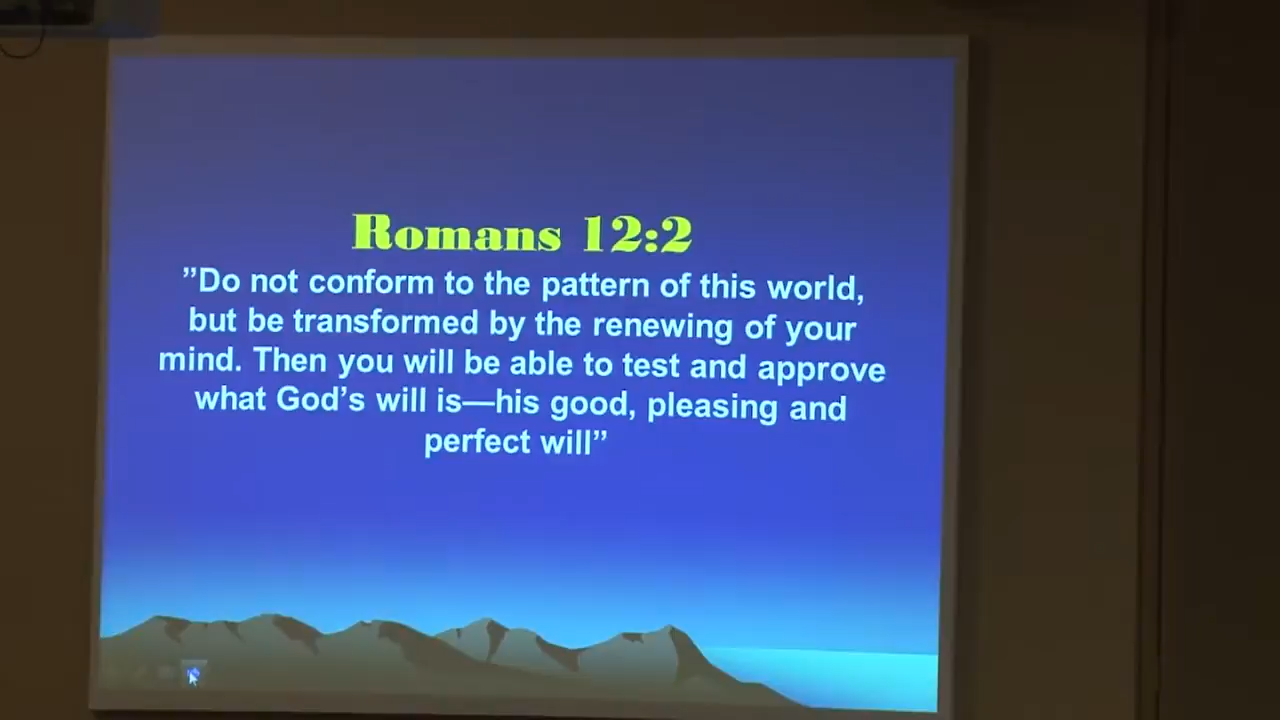 Romans 12:2
”Do not conform to the pattern of this world,
but be transformed by the renewing of your
mind. Then you will be able to test and approve
what God’s will is—his good, pleasing and
perfect will”